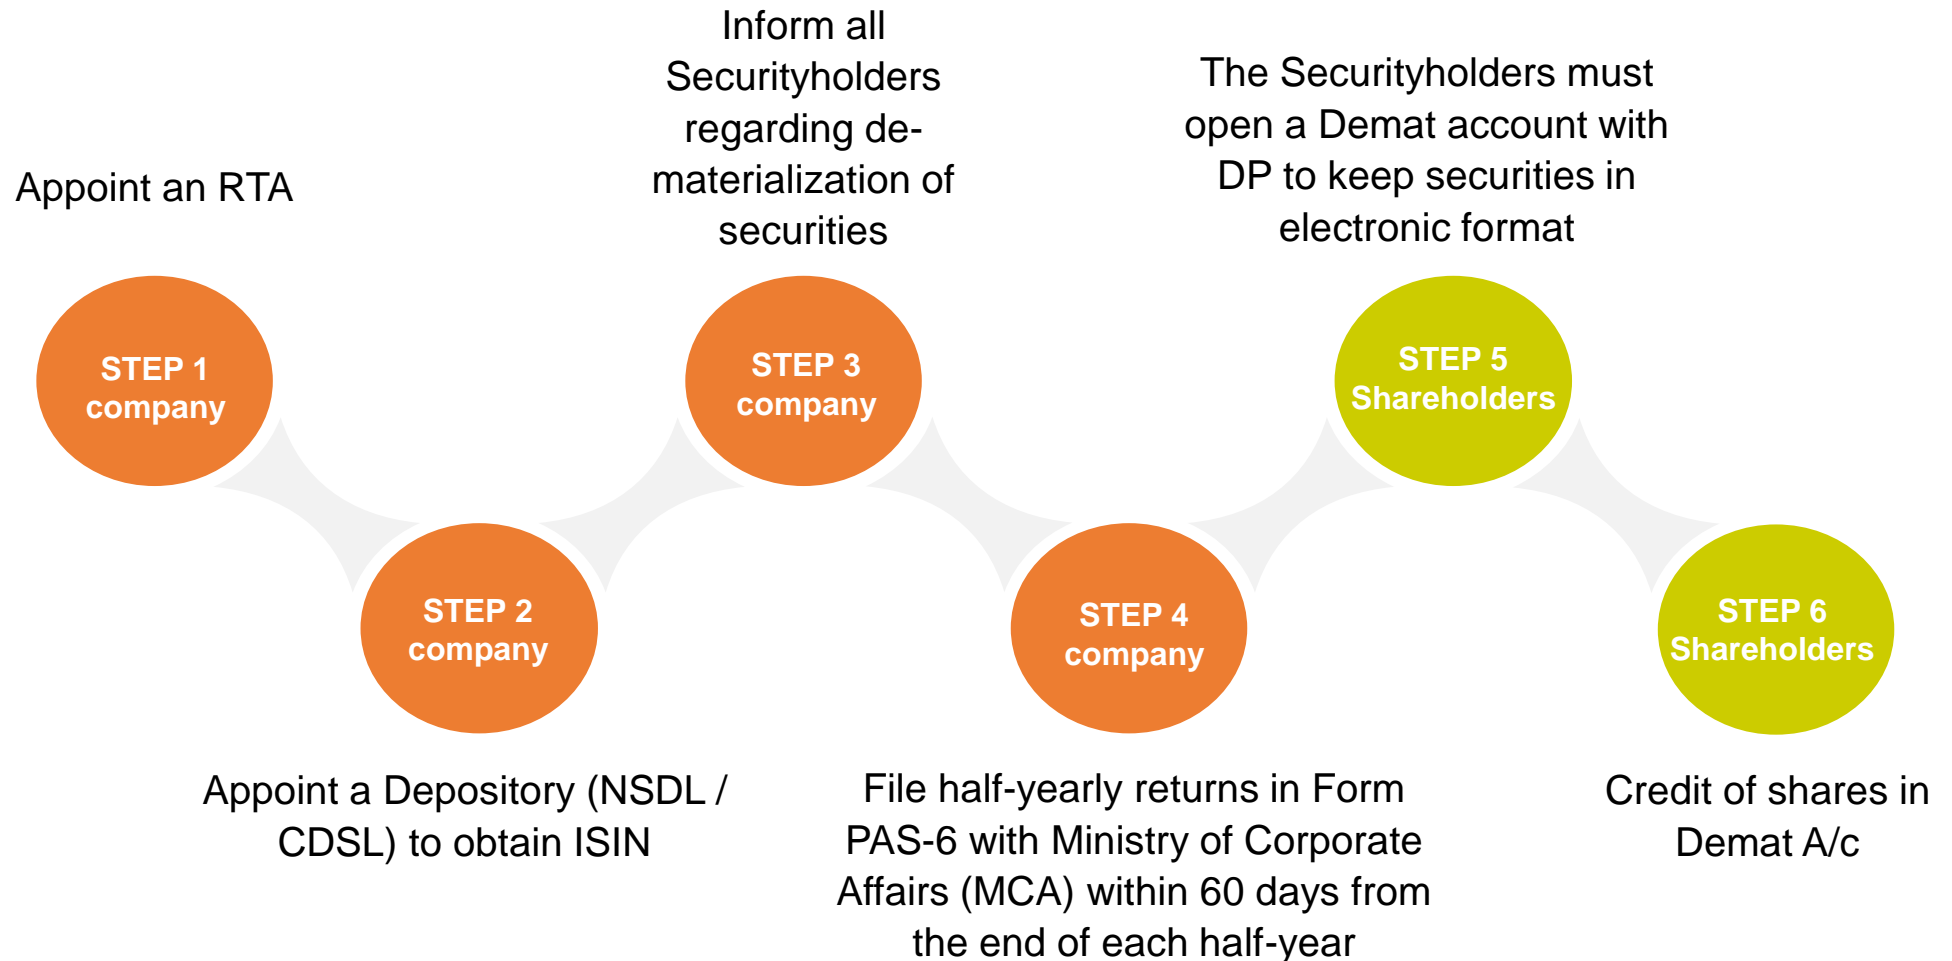 Appoint an RTA
STEP 1
company
Appoint a Depository (NSDL /
CDSL) to obtain ISIN
STEP 2
company
Inform all
Securityholders
regarding de-
materialization of
securities
STEP 3
company
File half-yearly returns in Form
PAS-6 with Ministry of Corporate
Affairs (MCA) within 60 days from
the end of each half-year
STEP 4
company
The Securityholders must
open a Demat account with
DP to keep securities in
electronic format
STEP 5
Shareholders
STEP 6
Shareholders
Credit of shares in
Demat A/c